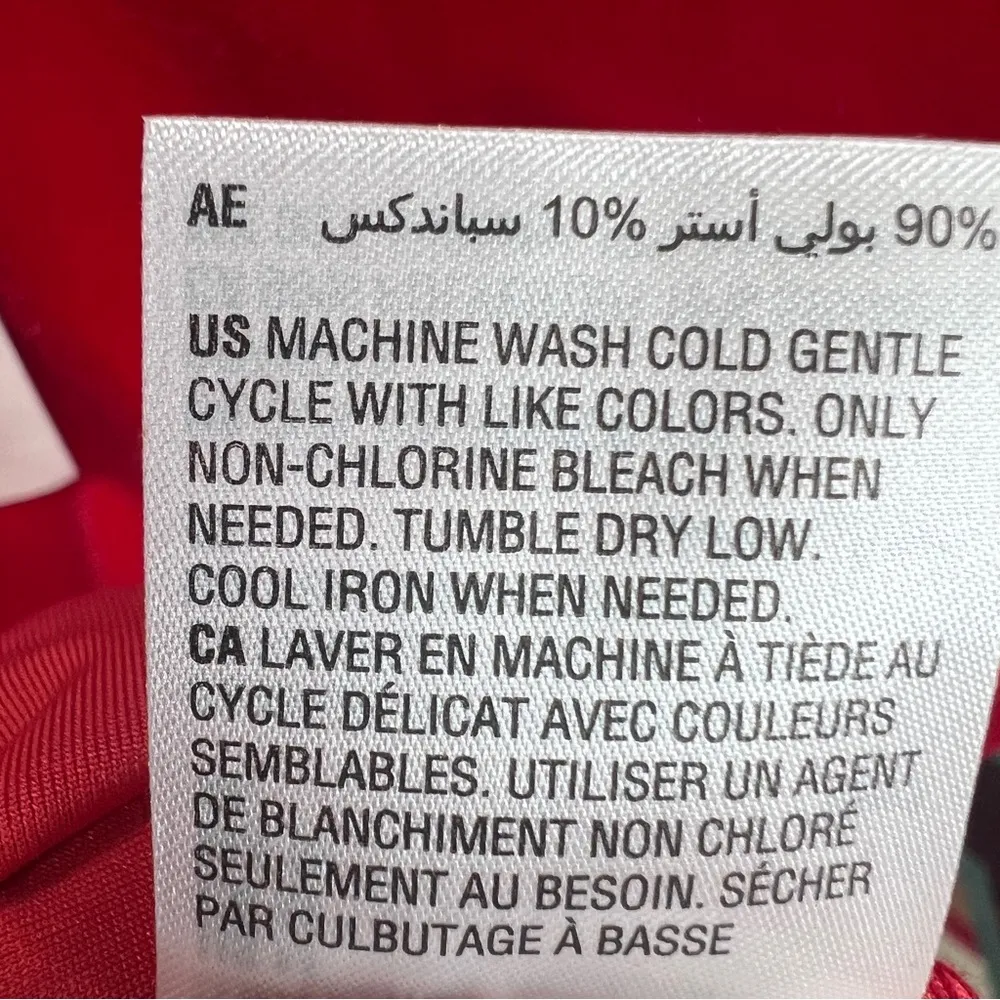 AE 90% بولي أستر 10% سباندكس
US MACHINE WASH COLD GENTLE
CYCLE WITH LIKE COLORS. ONLY
NON-CHLORINE BLEACH WHEN
NEEDED. TUMBLE DRY LOW.
COOL IRON WHEN NEEDED.
CA LAVER EN MACHINE À TIÈDE AU
CYCLE DÉLICAT AVEC COULEURS
SEMBLABLES. UTILISER UN AGENT
DE BLANCHIMENT NON CHLORÉ
SEULEMENT AU BESOIN. SÉCHER
PAR CULBUTAGE À BASSE